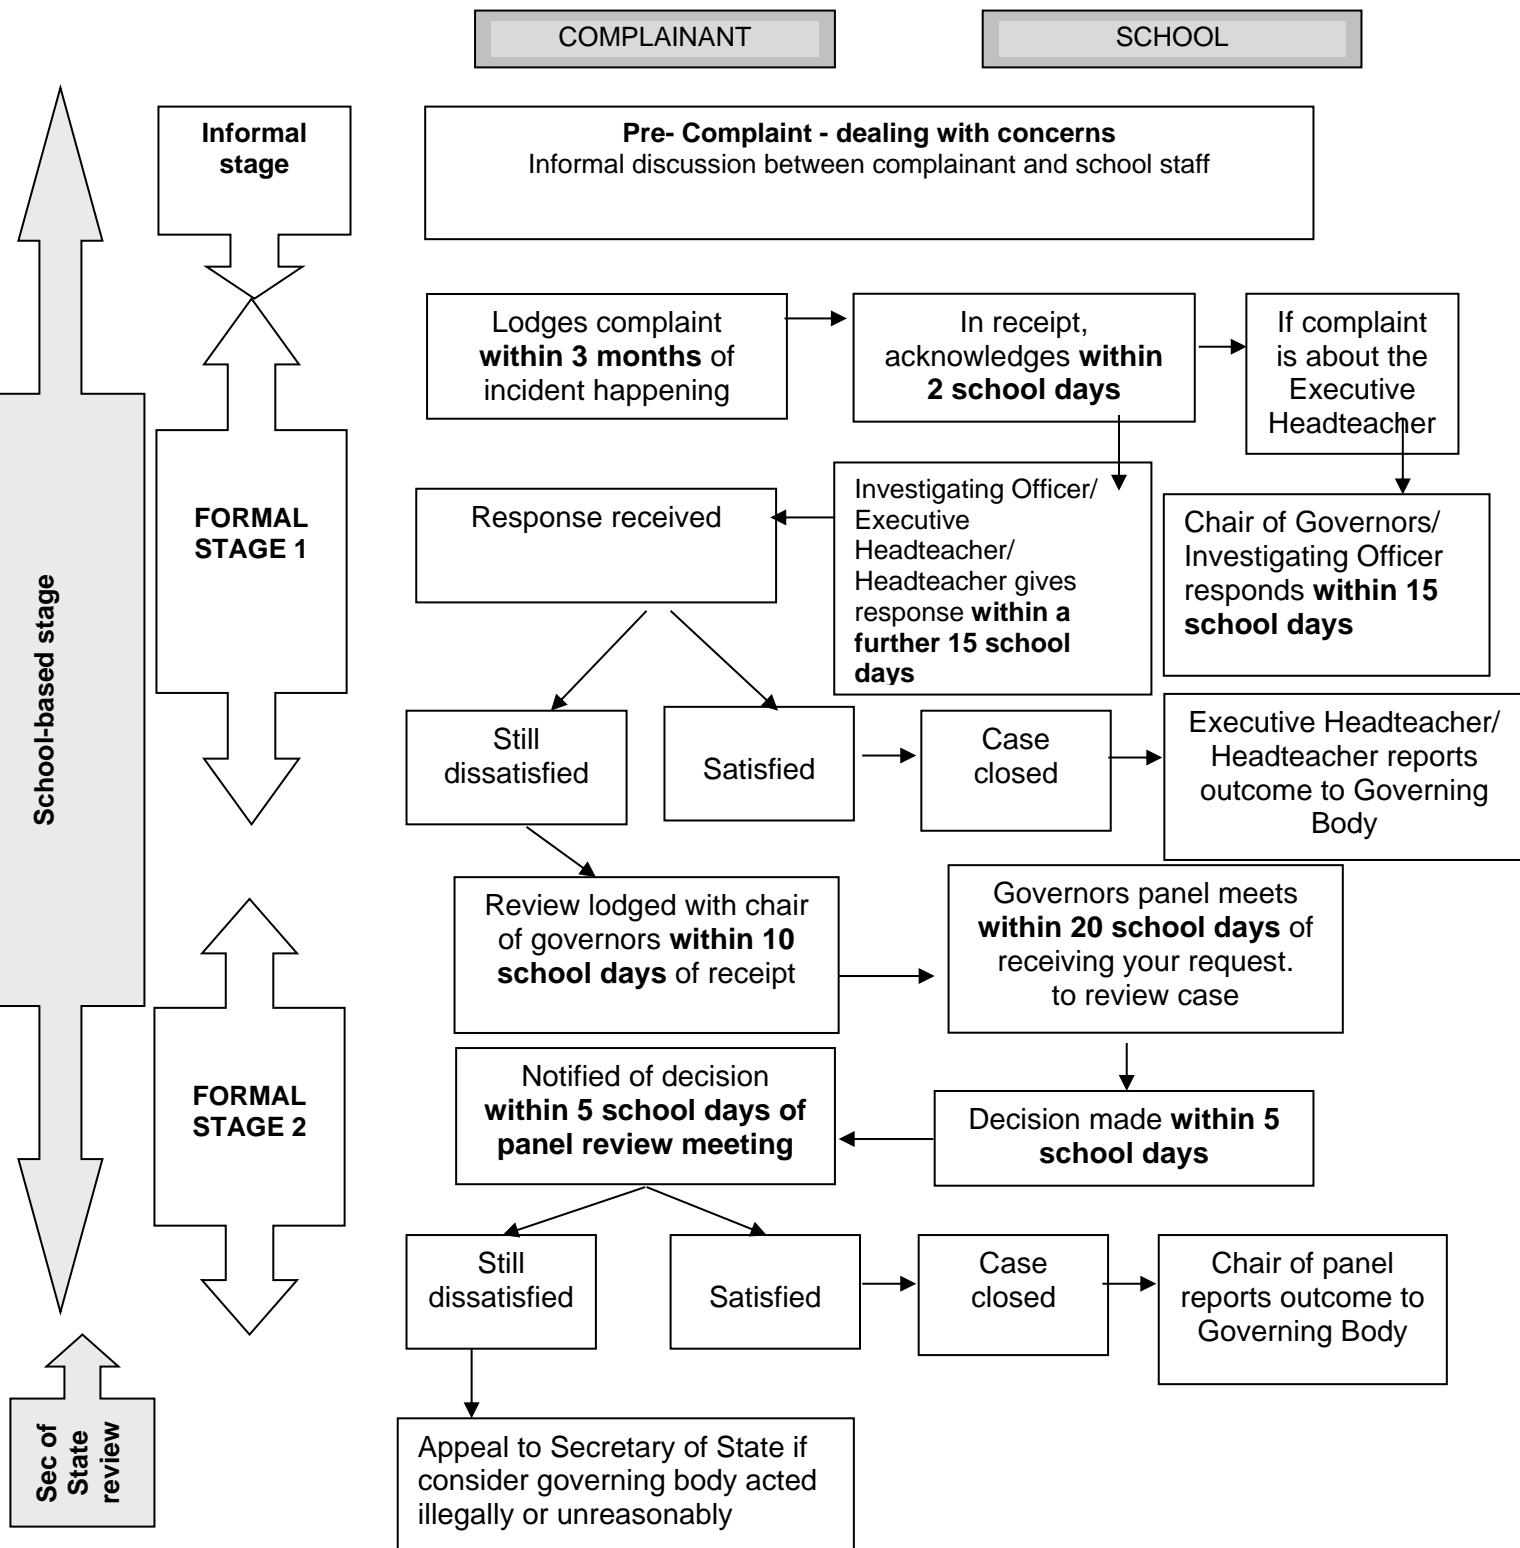 COMPLAINANT
SCHOOL
Informal
stage
Pre- Complaint - dealing with concerns
Informal discussion between complainant and school staff
School-based stage
FORMAL
STAGE 1
Lodges complaint
within 3 months of
incident happening
In receipt,
acknowledges within
2 school days
If complaint
is about the
Executive
Headteacher
Response received
Investigating Officer/
Executive
Headteacher/
Headteacher gives
response within a
further 15 school
days
Chair of Governors/
Investigating Officer
responds within 15
school days
Still
dissatisfied
Satisfied
Case
closed
Executive Headteacher/
Headteacher reports
outcome to Governing
Body
FORMAL
STAGE 2
Review lodged with chair
of governors within 10
school days of receipt
Governors panel meets
within 20 school days of
receiving your request.
to review case
Notified of decision
within 5 school days of
panel review meeting
Decision made within 5
school days
Still
dissatisfied
Satisfied
Case
closed
Chair of panel
reports outcome to
Governing Body
Sec of
State
review
Appeal to Secretary of State if
consider governing body acted
illegally or unreasonably